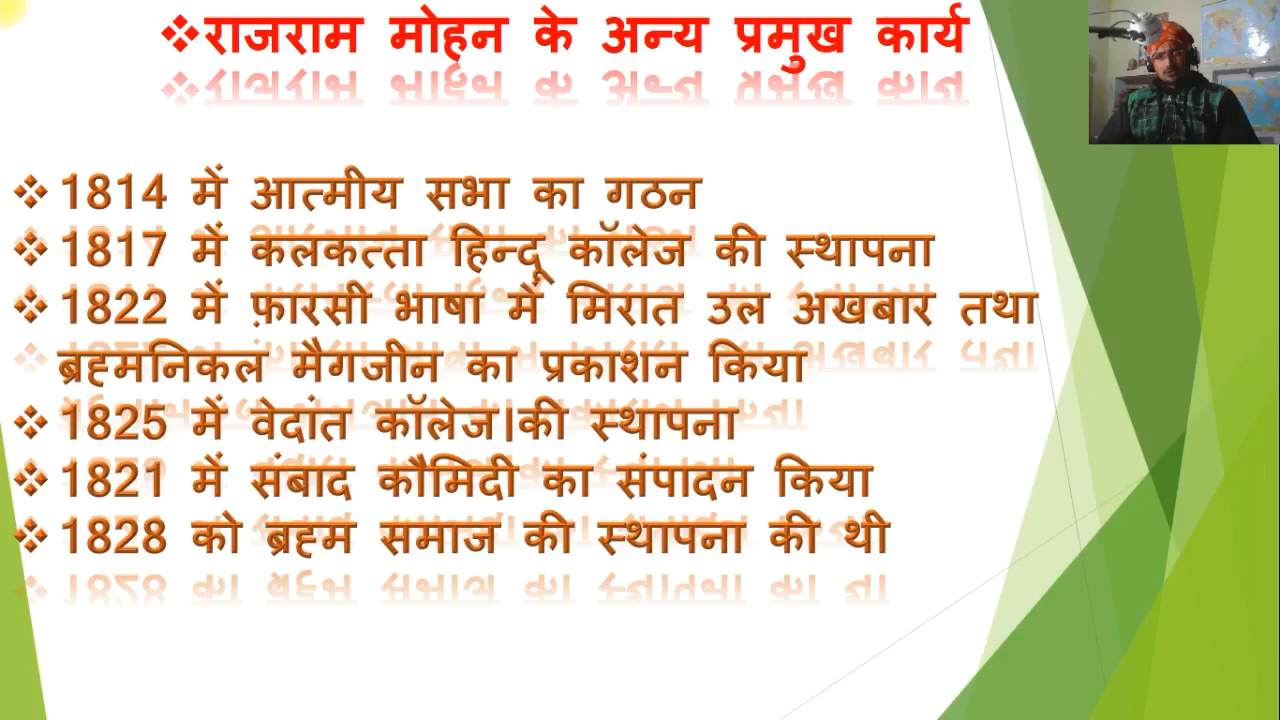 ❖राजराम मोहन के अन्य प्रमुख कार्य
❖ 1814 में आत्मीय सभा का गठन
❖ 1817 में कलकत्ता हिन्दू कॉलेज की स्थापना
❖ 1822 में फ़ारसी भाषा में मिरात उल अखबार तथा
ब्रह्मनिकल मैगजीन का प्रकाशन किया
❖ 1825 में वेदांत कॉलेज।की स्थापना
❖ 1821 में संबाद कौमिदी का संपादन किया
❖ 1828 को ब्रह्म समाज की स्थापना की थी